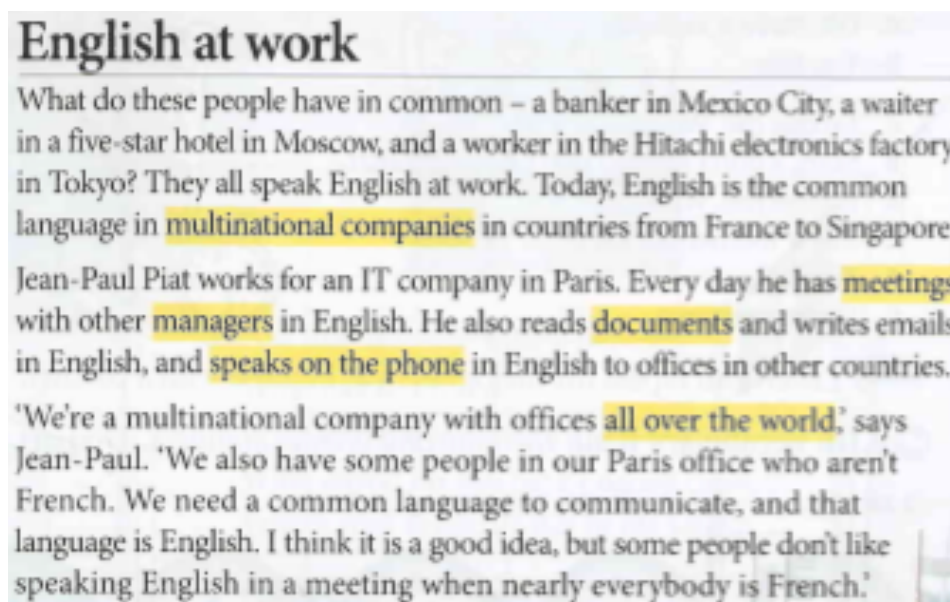 English at work
What do these people have in common – a banker in Mexico City, a waiter
in a five-star hotel in Moscow, and a worker in the Hitachi electronics factory
in Tokyo? They all speak English at work. Today, English is the common
language in multinational companies in countries from France to Singapore
Jean-Paul Piat works for an IT company in Paris. Every day he has meetings
with other managers in English. He also reads documents and writes emails
in English, and speaks on the phone in English to offices in other countries.
‘We’re a multinational company with offices all over the world,’ says
Jean-Paul. ‘We also have some people in our Paris office who aren’t
French. We need a common language to communicate, and that
language is English. I think it is a good idea, but some people don’t like
speaking English in a meeting when nearly everybody is French.’